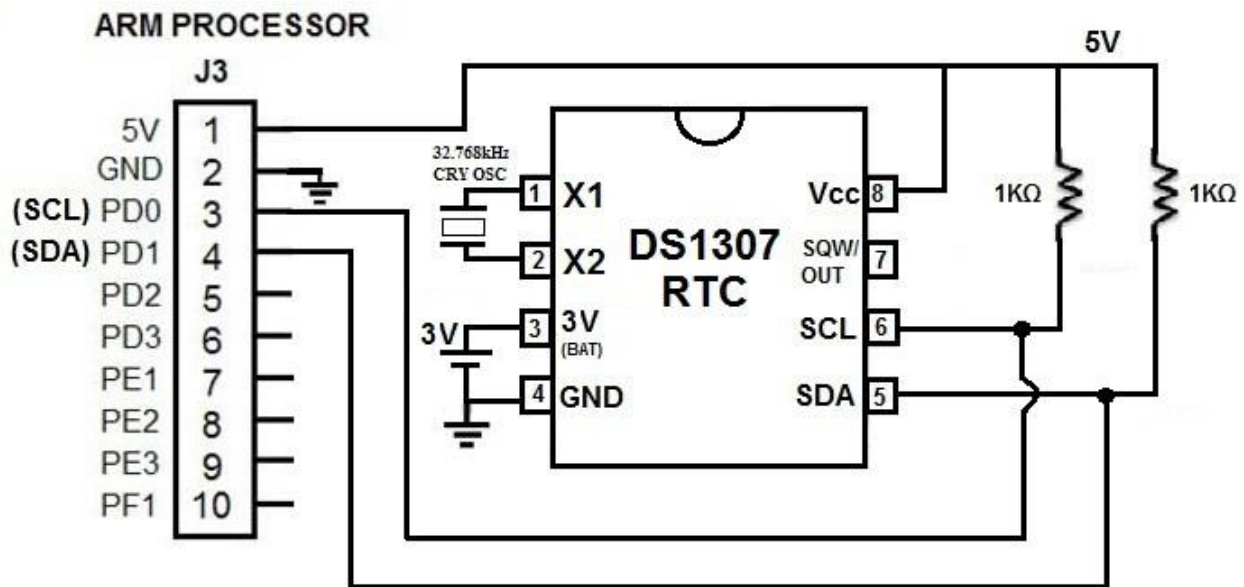 ARM PROCESSOR
J3
5V 1
GND 2
(SCL) PD0 3
(SDA) PD1 4
PD2 5
PD3 6
PE1 7
PE2 8
PE3 9
PF1 10
32.768kHz
CRY OSC
1 X1
2 X2
3V
3 3V
(BAT)
4 GND
DS1307
RTC
Vcc 8
SQW/
OUT 7
SCL 6
SDA 5
5V
1KΩ
1KΩ